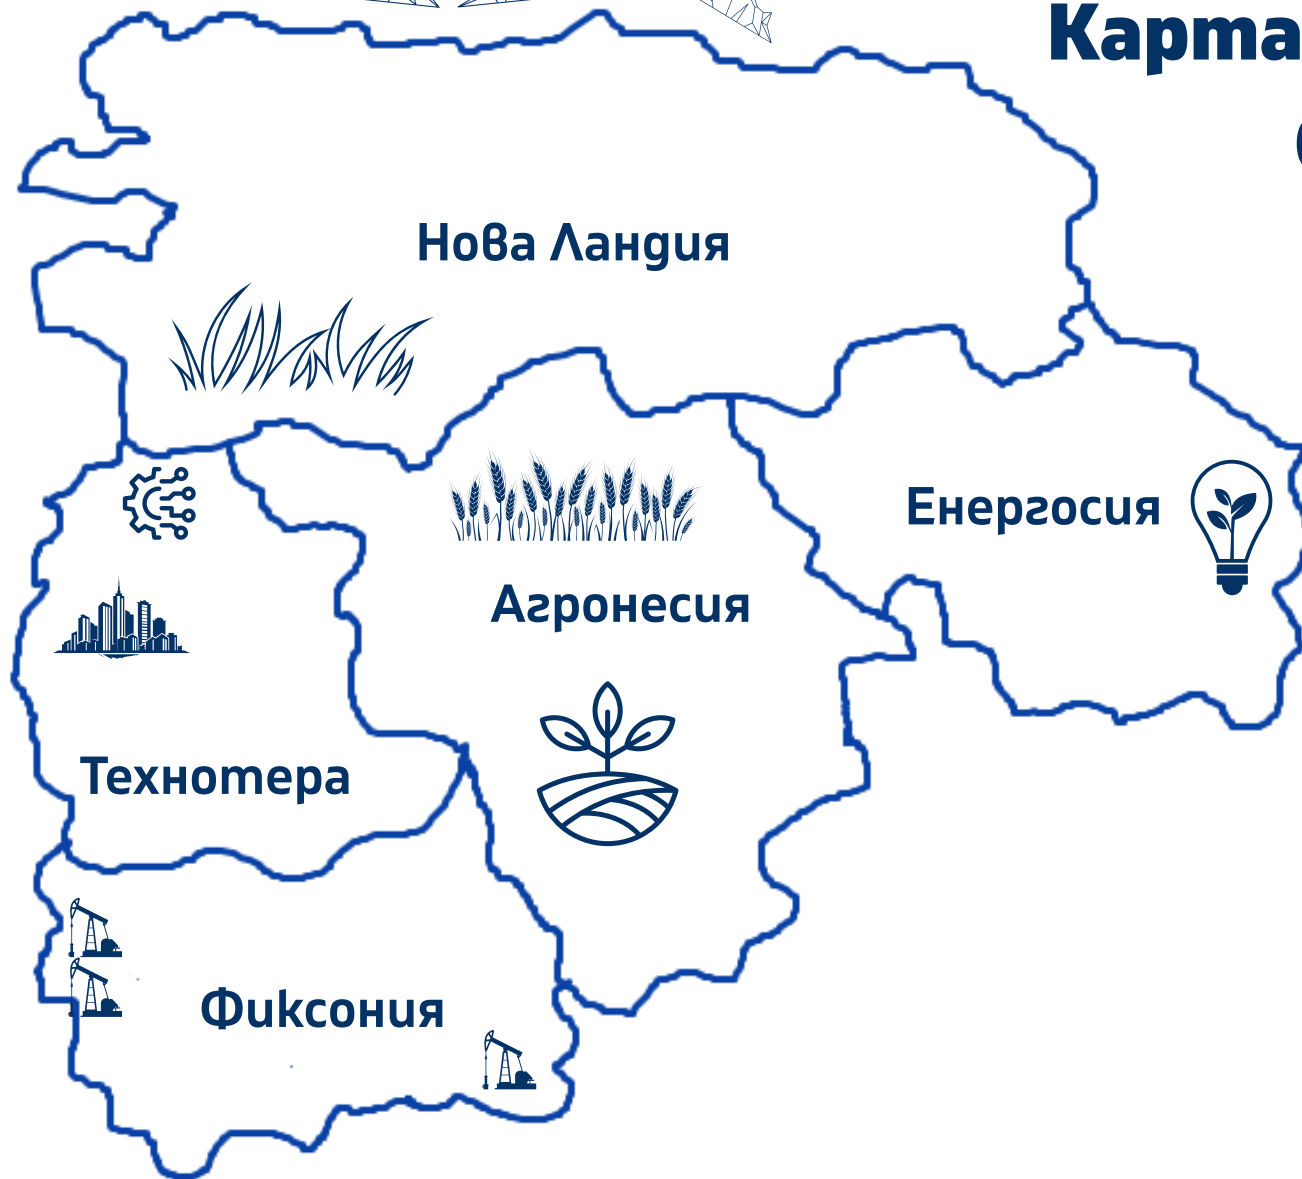 Карта
Нова Ландия
Енергосия
Агронесия
Технотера
Фиксония